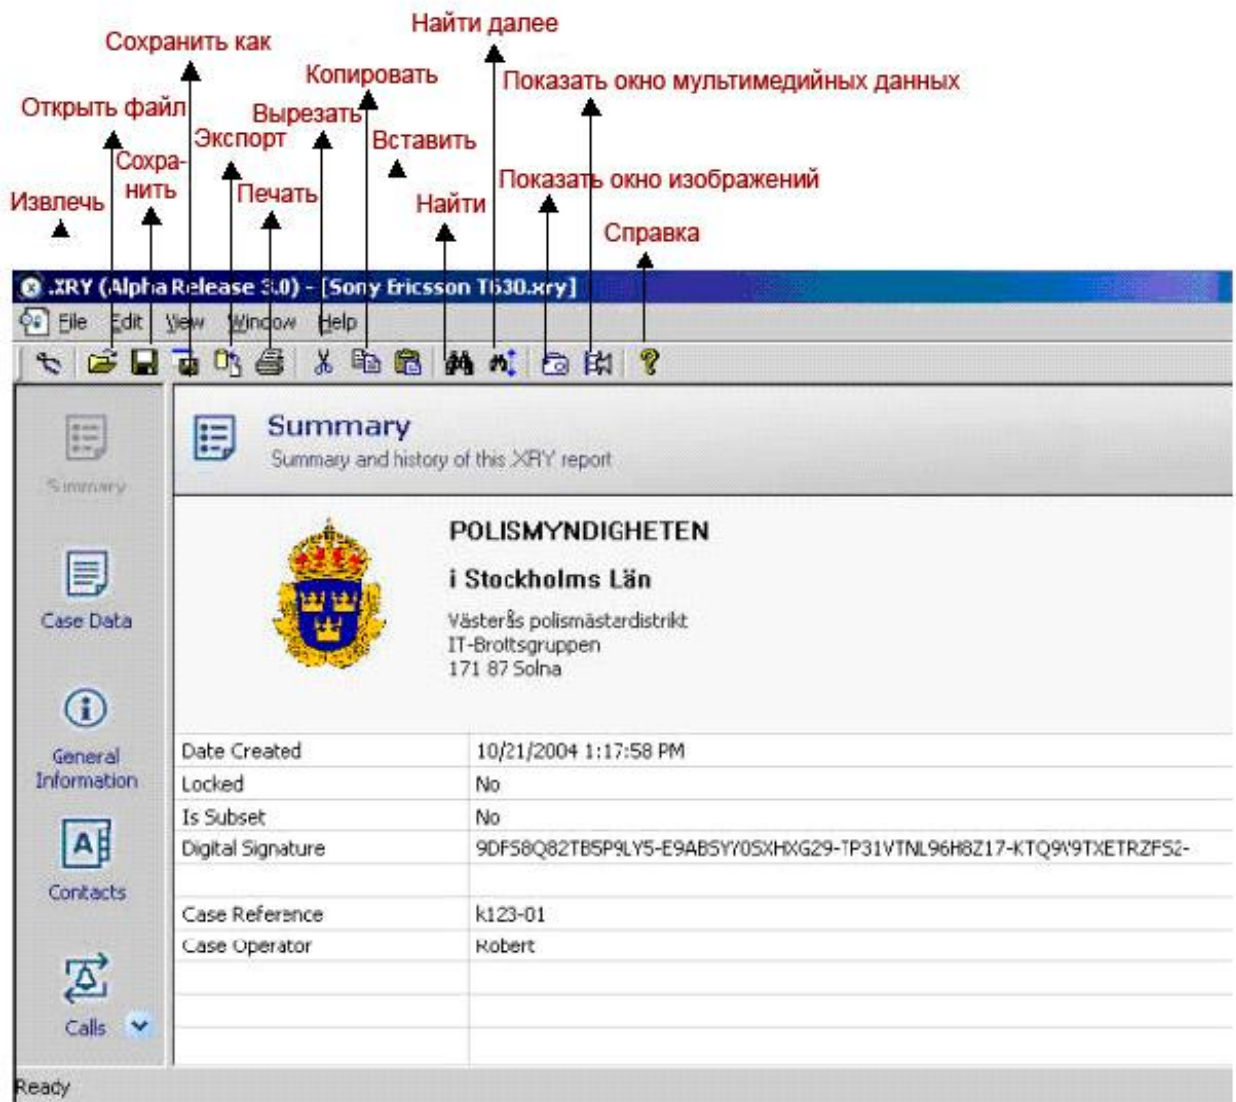 Найти далее
Сохранить как
Копировать
Показать окно мультимедийных данных
Открыть файл
Вырезать
Экспорт
Вставить
Сохра-
нить
Печать
Показать окно изображений
Извлечь
Найти
Справка
.XRY (Alpha Release 3.0) - [Sony Ericsson T630.xry]
File Edit View Window Help
Summary
Summary and history of this .XRY report
Summary
POLISMYNDIGHETEN
i Stockholms Län
Västerås polismästardistrikt
IT-Brottsgruppen
171 87 Solna
Case Data
General
Information
Contacts
Calls
Date Created 10/21/2004 1:17:58 PM
Locked No
Is Subset No
Digital Signature
Case Reference k123-01
Case Operator Robert
Ready